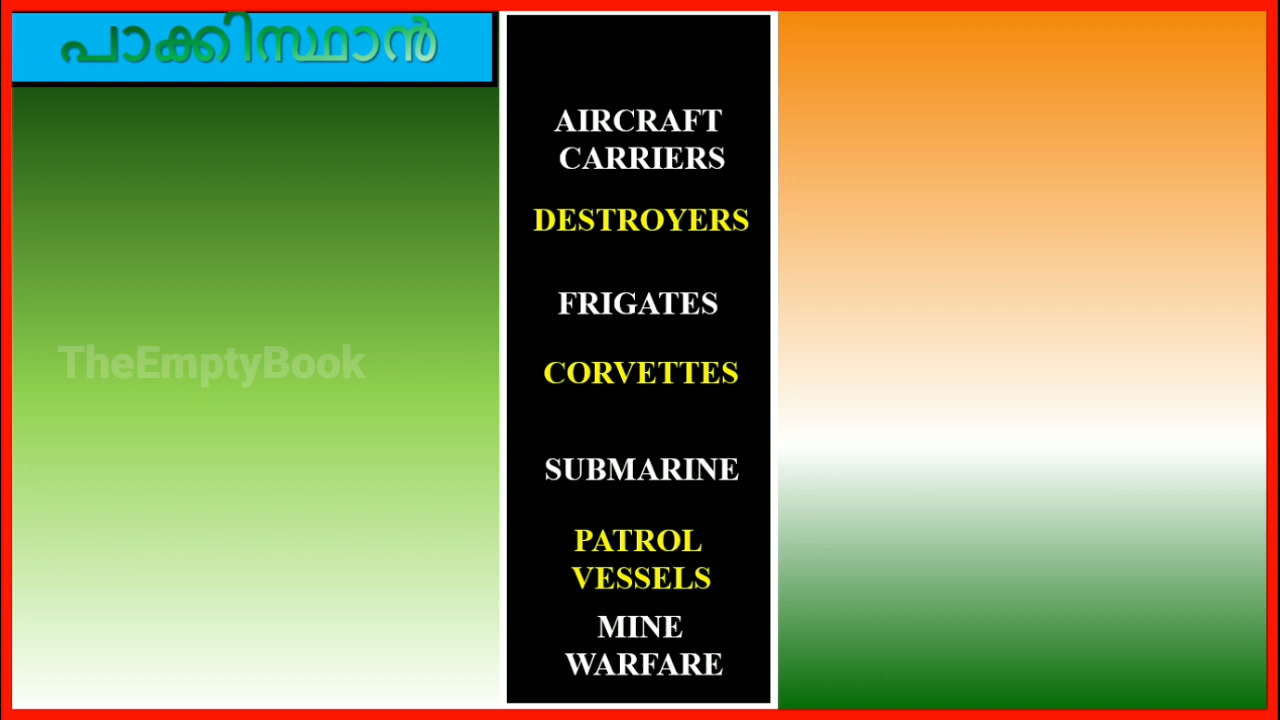 പാക്കിസ്ഥാൻ
AIRCRAFT
CARRIERS
DESTROYERS
FRIGATES
TheEmptyBook
CORVETTES
SUBMARINE
PATROL
VESSELS
MINE
WARFARE